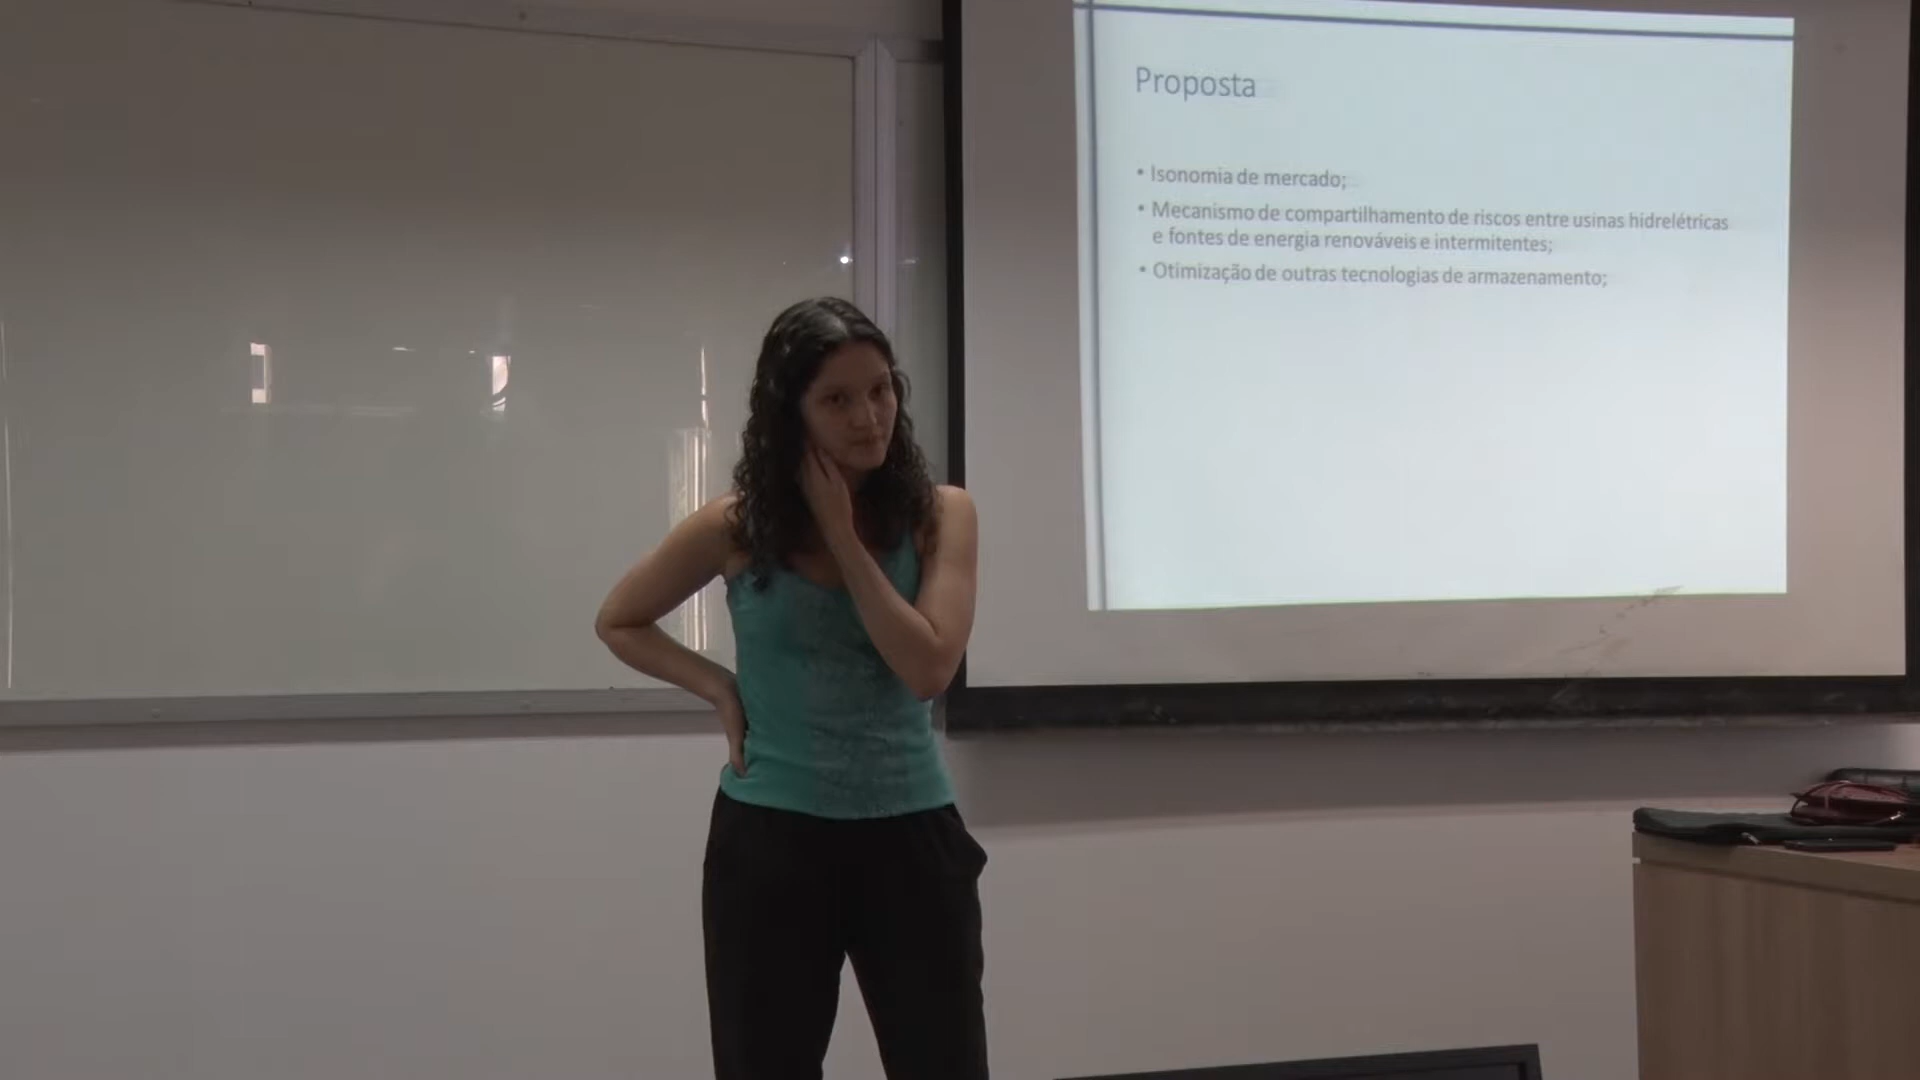 Proposta
• Isonomia de mercado;
• Mecanismo de compartilhamento de riscos entre usinas hidrelétricas
e fontes de energia renováveis e intermitentes;
• Otimização de outras tecnologias de armazenamento;